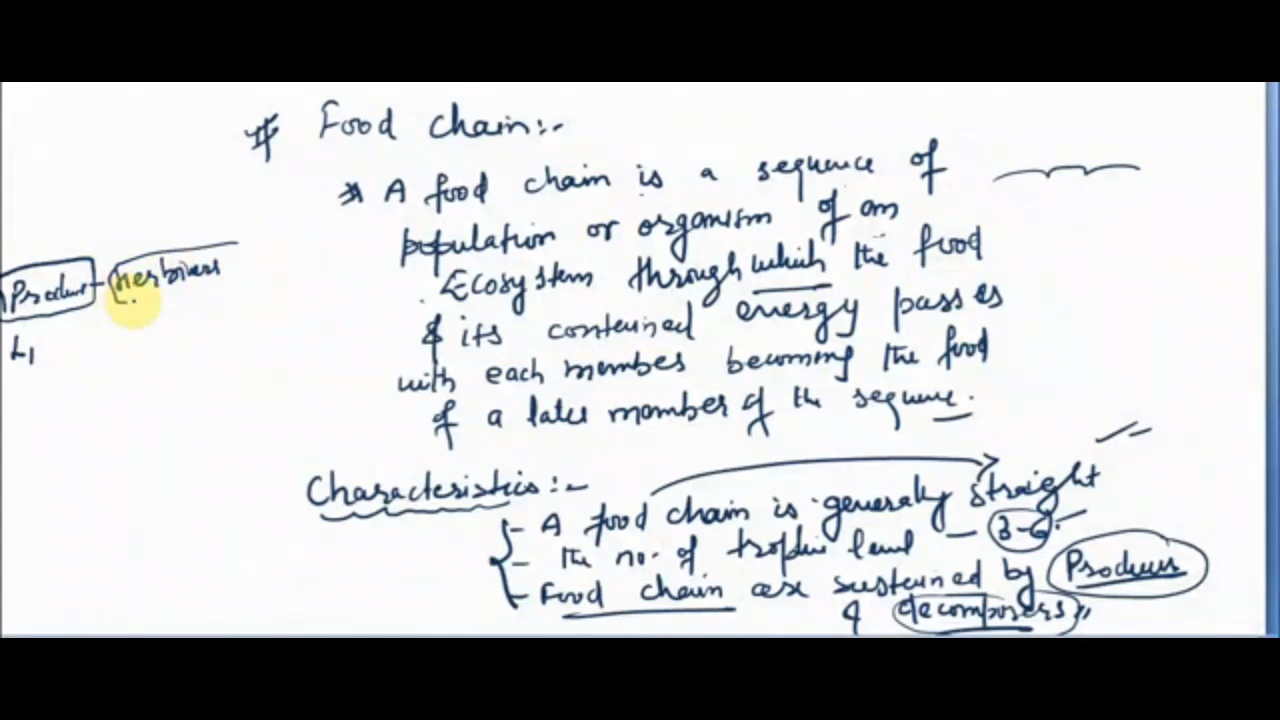 # Food chain:-
* A food chain is a sequence of
population or organism of an
Ecosystem through which the food
& its contained energy passes
with each member becoming the food
of a later member of the sequence.
Produer - herbivers
L1
Characteristics:-
- A food chain is generally straight
- The no. of trophic level - 3-6.
- Food chain are sustained by Producers
& decomposers